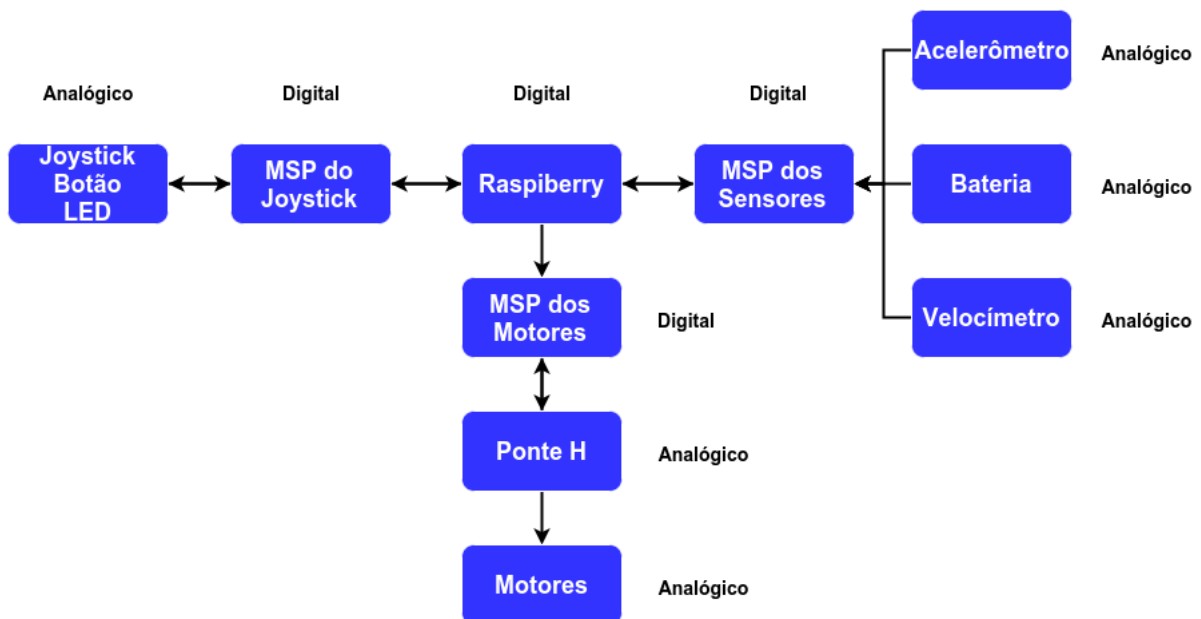 Acelerômetro
Analógico
Analógico
Digital
Digital
Digital
Joystick
Botão
LED
MSP do
Joystick
Raspiberry
MSP dos
Sensores
Bateria
Analógico
MSP dos
Motores
Digital
Velocímetro
Analógico
Ponte H
Analógico
Motores
Analógico